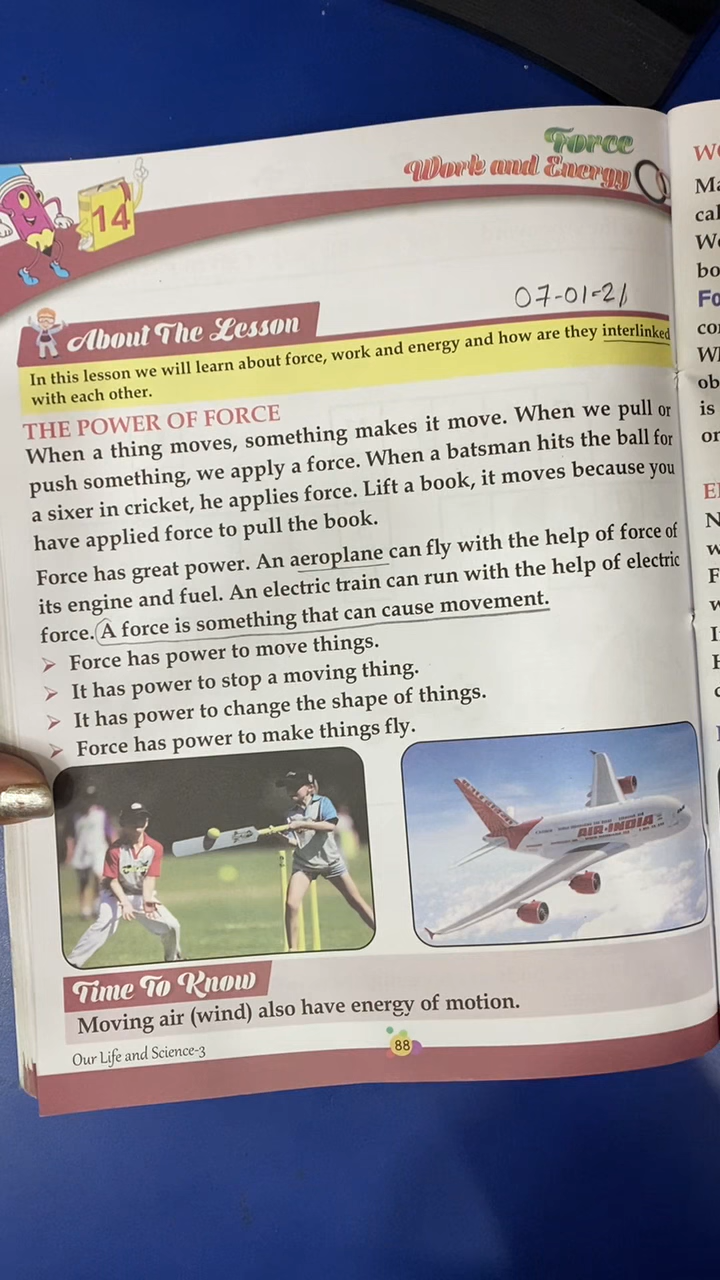 Force
Work and Energy
14
07-01-21
About The Lesson
In this lesson we will learn about force, work and energy and how are they interlinked
with each other.
THE POWER OF FORCE
When a thing moves, something makes it move. When we pull or
push something, we apply a force. When a batsman hits the ball for
a sixer in cricket, he applies force. Lift a book, it moves because you
have applied force to pull the book.
Force has great power. An aeroplane can fly with the help of force of
its engine and fuel. An electric train can run with the help of electric
force. A force is something that can cause movement.
➢ Force has power to move things.
➢ It has power to stop a moving thing.
➢ It has power to change the shape of things.
➢ Force has power to make things fly.
AIR-INDIA
Time To Know
Moving air (wind) also have energy of motion.
Our Life and Science-3
88